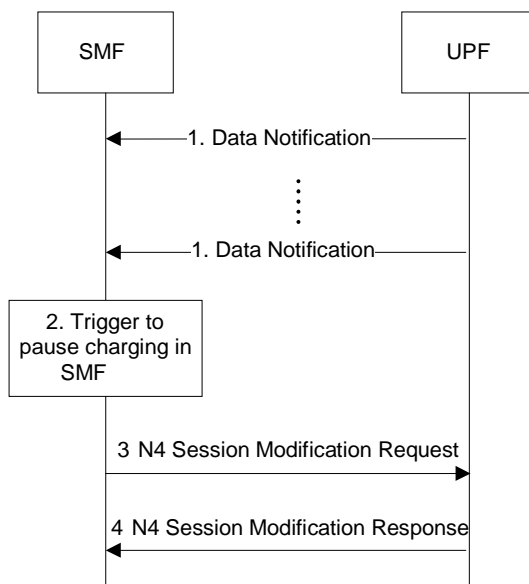 SMF
UPF
1. Data Notification
1. Data Notification
2. Trigger to
pause charging in
SMF
3 N4 Session Modification Request
4 N4 Session Modification Response